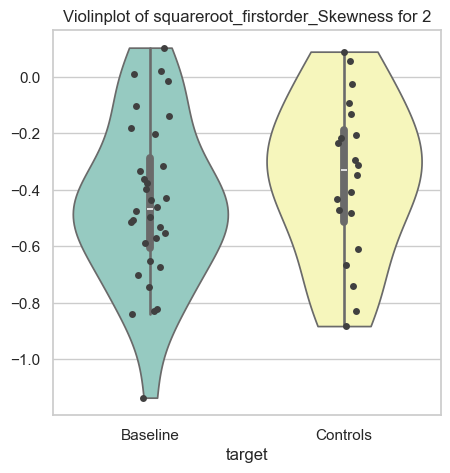 Violinplot of squareroot_firstorder_Skewness for 2
0.0
−0.2
−0.4
−0.6
−0.8
−1.0
Baseline
Controls
target